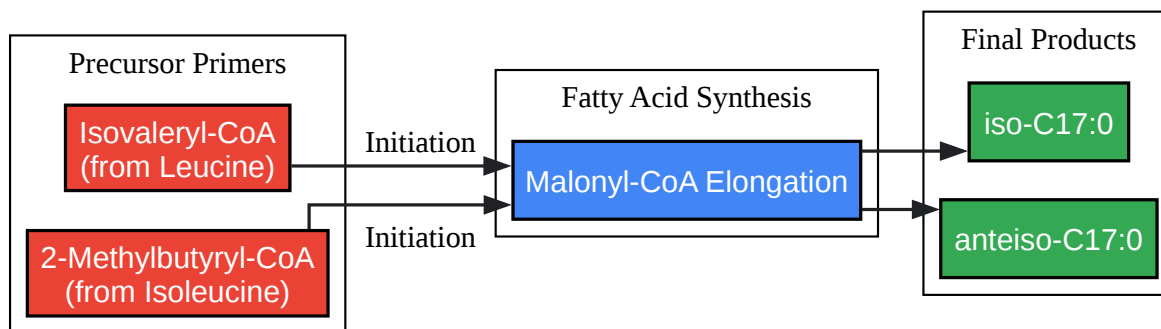 Precursor Primers
Isovaleryl-CoA
(from Leucine)
2-Methylbutyryl-CoA
(from Isoleucine)
Initiation
Initiation
Fatty Acid Synthesis
Malonyl-CoA Elongation
Final Products
iso-C17:0
anteiso-C17:0